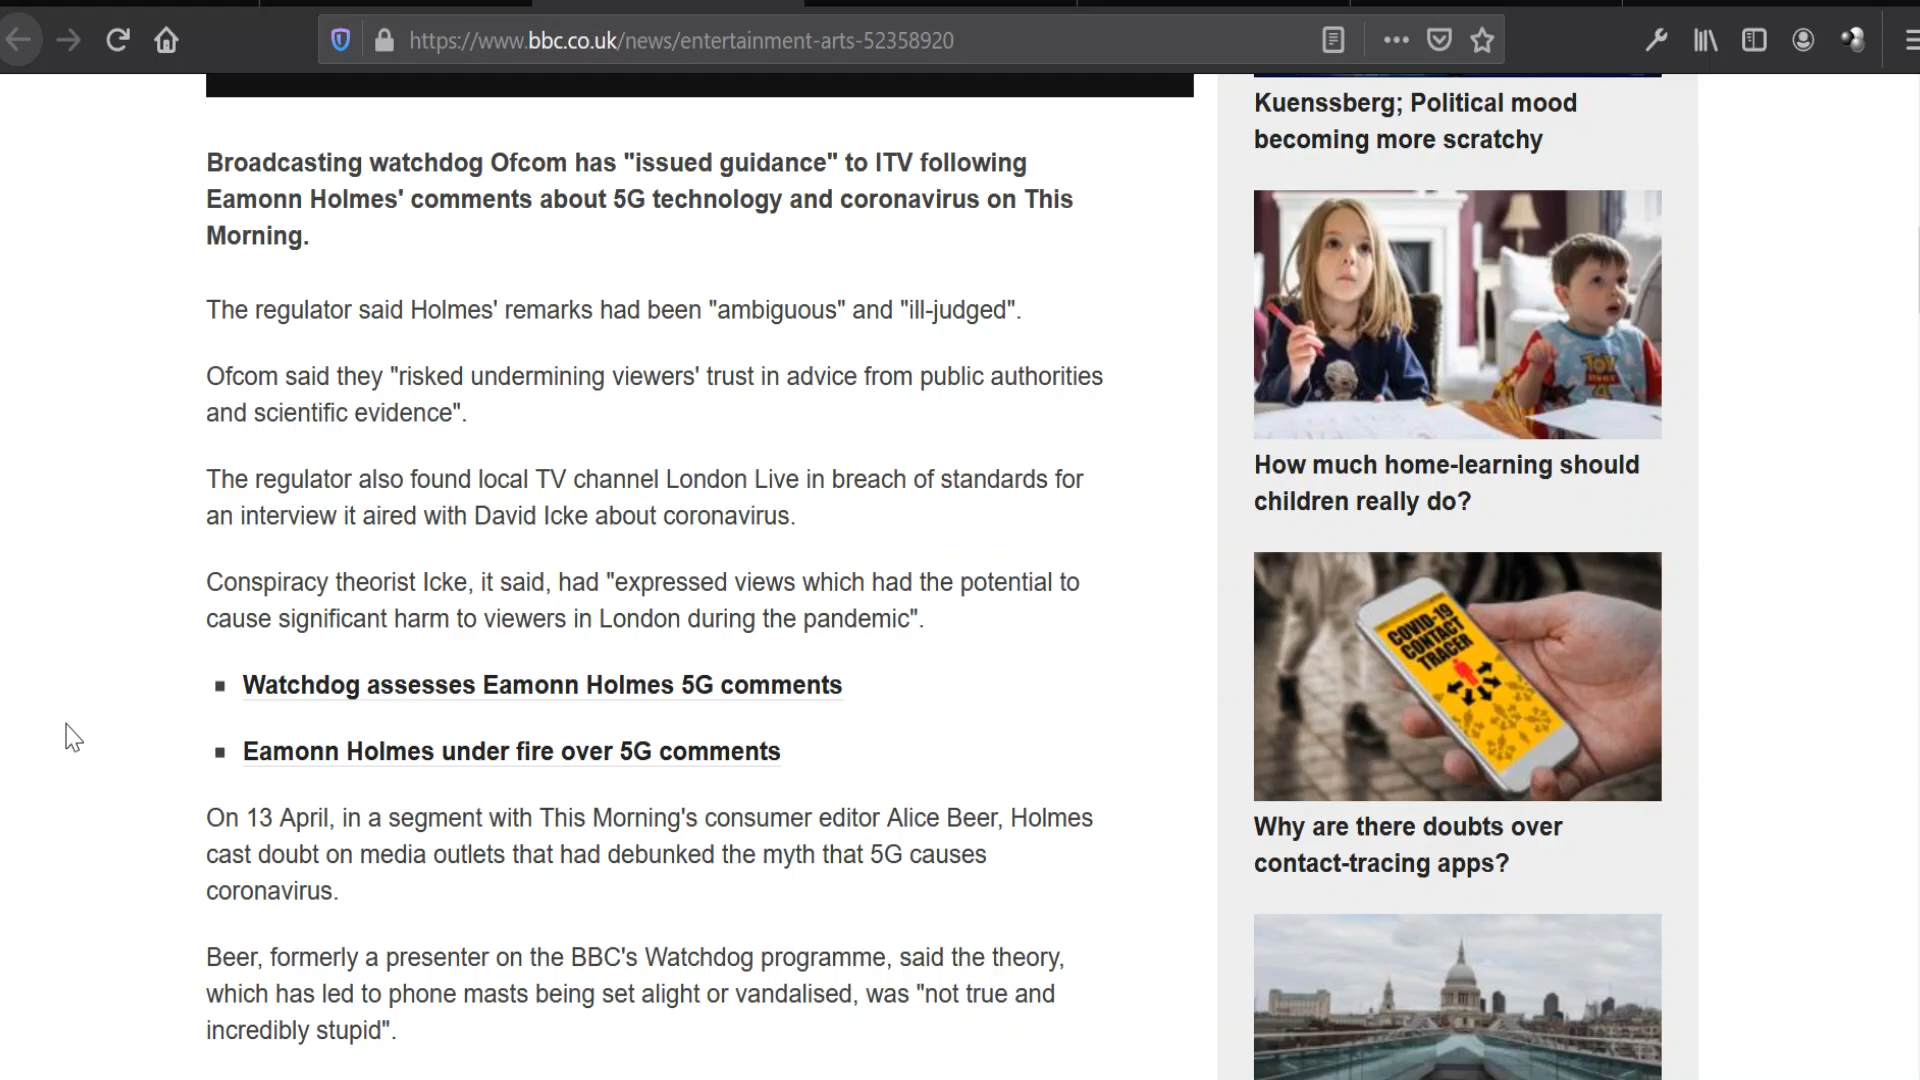 https://www.bbc.co.uk/news/entertainment-arts-52358920
Broadcasting watchdog Ofcom has "issued guidance" to ITV following
Eamonn Holmes' comments about 5G technology and coronavirus on This
Morning.
The regulator said Holmes' remarks had been "ambiguous" and "ill-judged".
Ofcom said they "risked undermining viewers' trust in advice from public authorities
and scientific evidence".
The regulator also found local TV channel London Live in breach of standards for
an interview it aired with David Icke about coronavirus.
Conspiracy theorist Icke, it said, had "expressed views which had the potential to
cause significant harm to viewers in London during the pandemic".
Watchdog assesses Eamonn Holmes 5G comments
Eamonn Holmes under fire over 5G comments
On 13 April, in a segment with This Morning's consumer editor Alice Beer, Holmes
cast doubt on media outlets that had debunked the myth that 5G causes
coronavirus.
Beer, formerly a presenter on the BBC's Watchdog programme, said the theory,
which has led to phone masts being set alight or vandalised, was "not true and
incredibly stupid".
Kuenssberg; Political mood
becoming more scratchy
TOY
How much home-learning should
children really do?
COVID-19
CONTACT
TRACER
Why are there doubts over
contact-tracing apps?